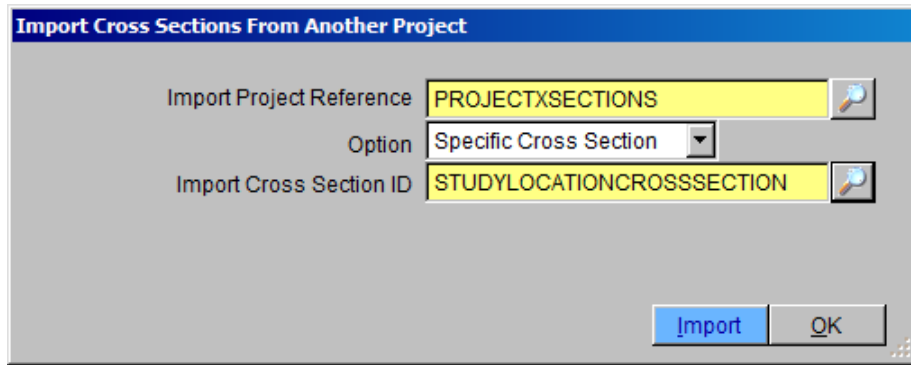 Import Cross Sections From Another Project
Import Project Reference PROJECTXSECTIONS
Option Specific Cross Section
Import Cross Section ID STUDYLOCATIONCROSSSECTION
Import OK